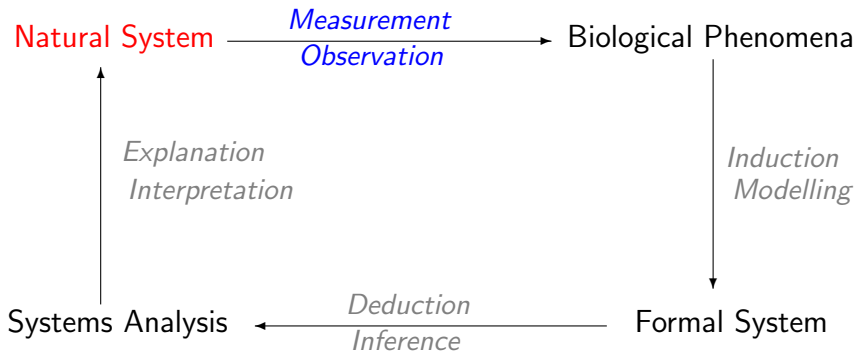 Natural System
Measurement
Observation
Biological Phenomena
Explanation
Interpretation
Induction
Modelling
Systems Analysis
Deduction
Inference
Formal System